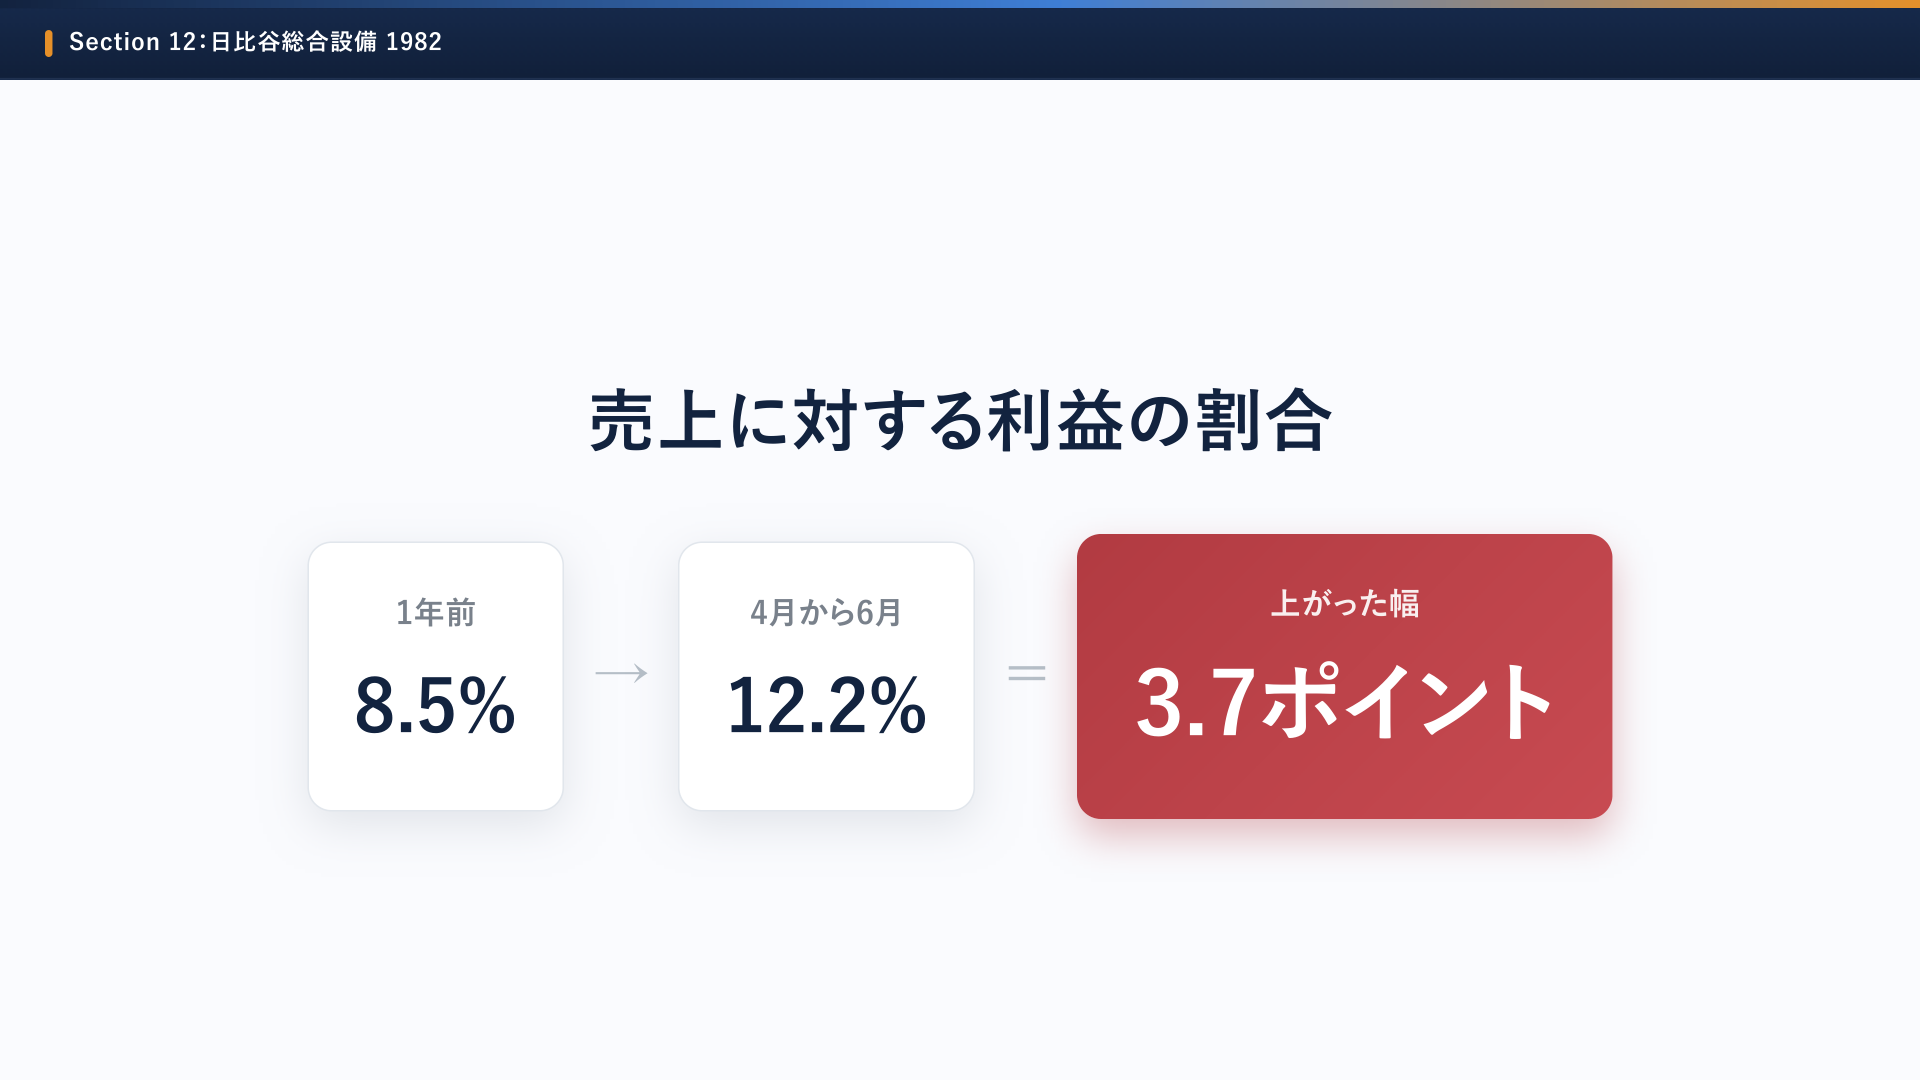 Section 12：日比谷総合設備 1982
売上に対する利益の割合
1年前
8.5%
→
4月から6月
12.2%
＝
上がった幅
3.7ポイント